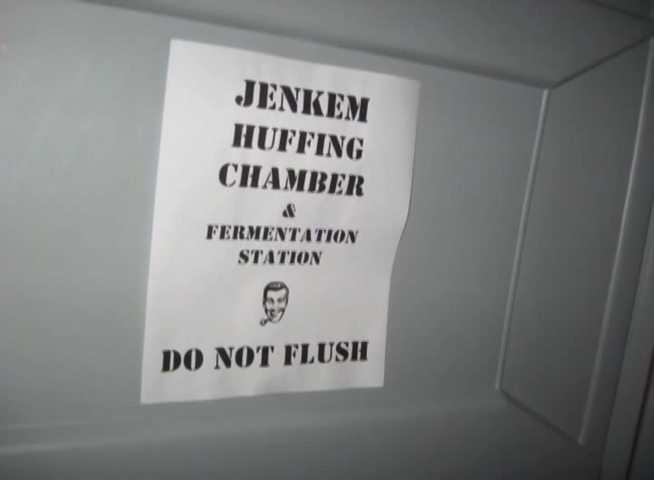 JENKEM
HUFFING
CHAMBER
&
FERMENTATION
STATION
DO NOT FLUSH